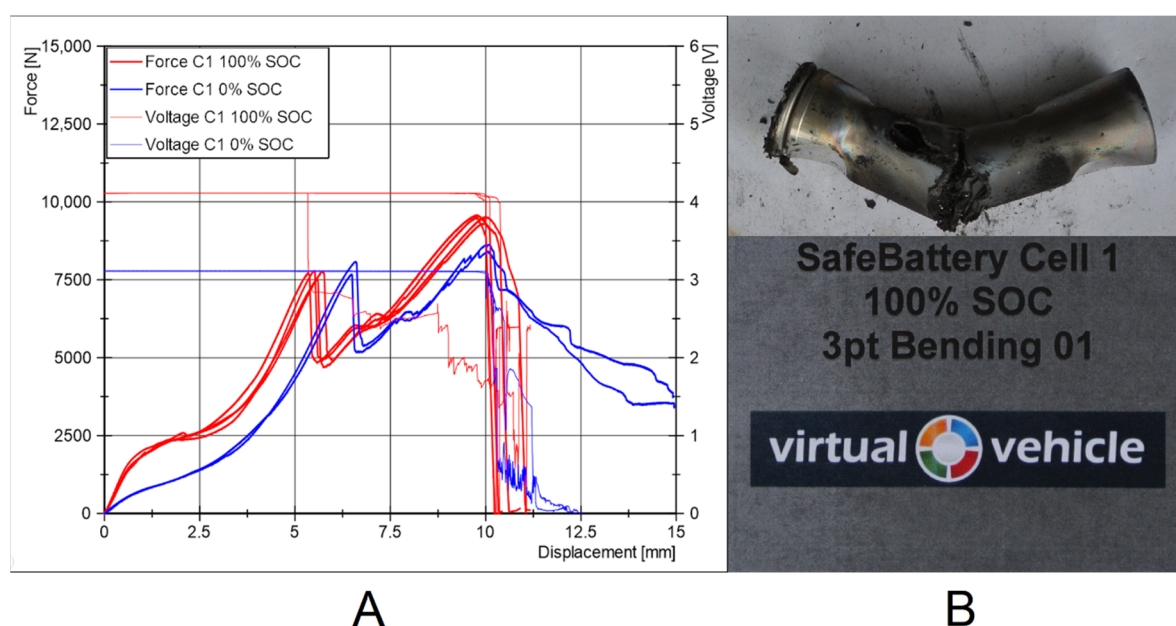 Force [N]
15,000
12,500
10,000
7500
5000
2500
0
Force C1 100% SOC
Force C1 0% SOC
Voltage C1 100% SOC
Voltage C1 0% SOC
Voltage [V]
6
5
4
3
2
1
0
0 2.5 5 7.5 10 12.5 15
Displacement [mm]
A
SafeBattery Cell 1
100% SOC
3pt Bending 01
virtual vehicle
B